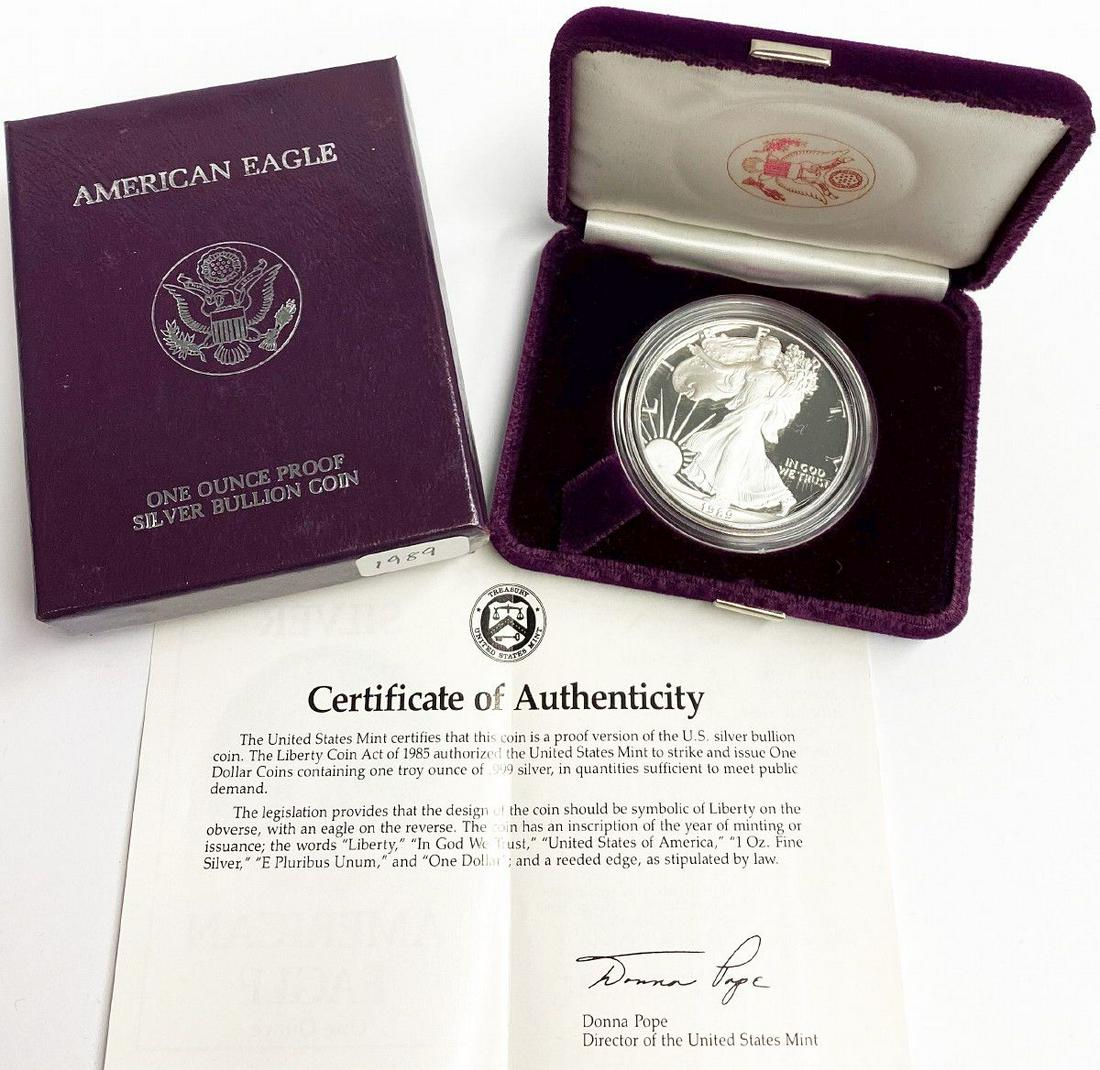 AMERICAN EAGLE
ONE OUNCE PROOF
SILVER BULLION COIN
1989
LIBERTY
IN GOD
WE TRUST
1989
TREASURY
UNITED STATES MINT
Certificate of Authenticity
The United States Mint certifies that this coin is a proof version of the U.S. silver bullion
coin. The Liberty Coin Act of 1985 authorized the United States Mint to strike and issue One
Dollar Coins containing one troy ounce of .999 silver, in quantities sufficient to meet public
demand.
The legislation provides that the design of the coin should be symbolic of Liberty on the
obverse, with an eagle on the reverse. The coin has an inscription of the year of minting or
issuance; the words “Liberty,” “In God We Trust,” “United States of America,” “1 Oz. Fine
Silver,” “E Pluribus Unum,” and “One Dollar”; and a reeded edge, as stipulated by law.
Donna Pope
Donna Pope
Director of the United States Mint